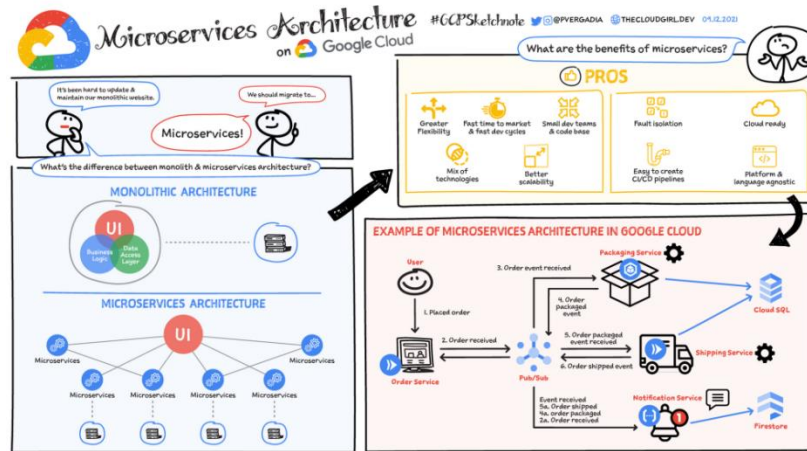 Microservices Architecture
on Google Cloud
#GCPSketchnote @PVERGADIA THECLOUDGIRL.DEV 09.12.2021
It's been hard to update &
maintain our monolithic website.
We should migrate to...
Microservices!
What's the difference between monolith & microservices architecture?
MONOLITHIC ARCHITECTURE
UI
Business
Logic
Data
Access
Layer
MICROSERVICES ARCHITECTURE
UI
Microservices
Microservices
Microservices
Microservices
Microservices
Microservices
What are the benefits of microservices?
PROS
Greater
Flexibility
Fast time to market
& fast dev cycles
Small dev teams
& code base
Mix of
technologies
Better
scalability
Fault isolation
Cloud ready
Easy to create
CI/CD pipelines
Platform &
language agnostic
EXAMPLE OF MICROSERVICES ARCHITECTURE IN GOOGLE CLOUD
User
1. Placed order
Order Service
2. Order received
Pub/Sub
3. Order event received
4. Order
packaged
event
Packaging Service
5. Order packaged
event received
6. Order shipped event
Shipping Service
Cloud SQL
Event received
5a. Order shipped
4a. order packaged
2a. Order received
Notification Service
1
Firestore